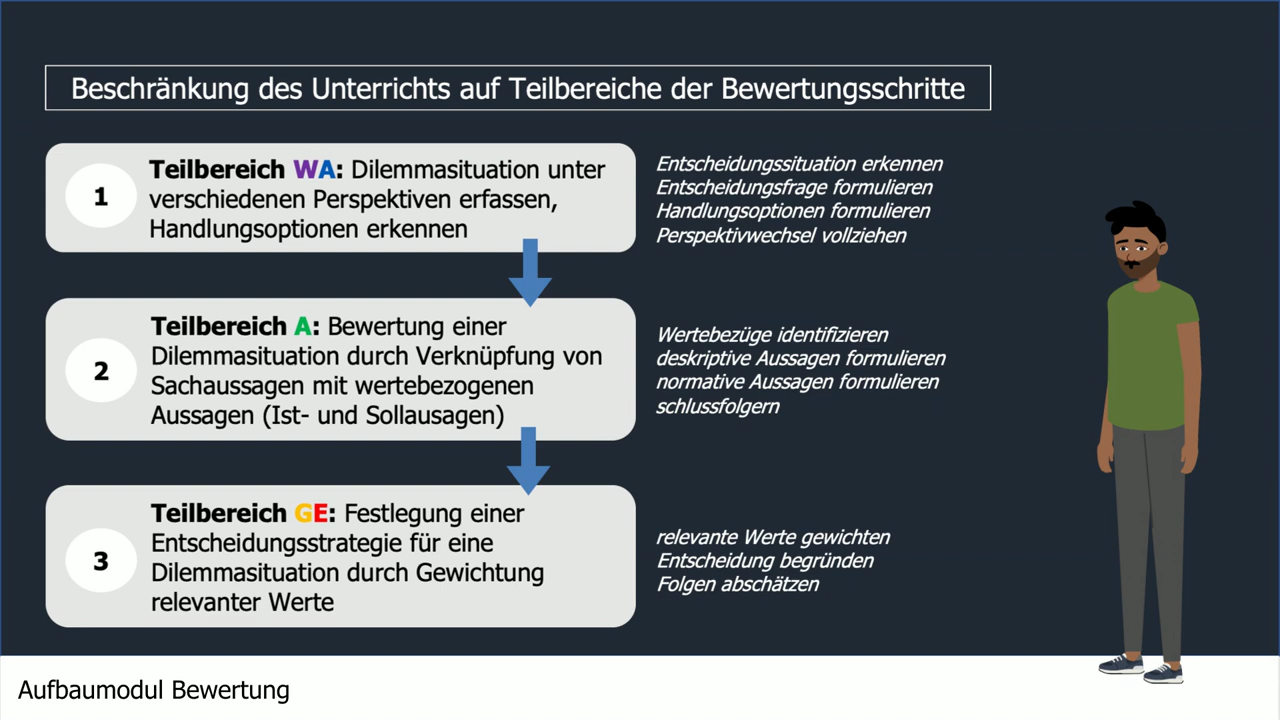 Beschränkung des Unterrichts auf Teilbereiche der Bewertungsschritte
1
Teilbereich WA: Dilemmasituation unter
verschiedenen Perspektiven erfassen,
Handlungsoptionen erkennen
Entscheidungssituation erkennen
Entscheidungsfrage formulieren
Handlungsoptionen formulieren
Perspektivwechsel vollziehen
2
Teilbereich A: Bewertung einer
Dilemmasituation durch Verknüpfung von
Sachaussagen mit wertebezogenen
Aussagen (Ist- und Sollausagen)
Wertebezüge identifizieren
deskriptive Aussagen formulieren
normative Aussagen formulieren
schlussfolgern
3
Teilbereich GE: Festlegung einer
Entscheidungsstrategie für eine
Dilemmasituation durch Gewichtung
relevanter Werte
relevante Werte gewichten
Entscheidung begründen
Folgen abschätzen
Aufbaumodul Bewertung